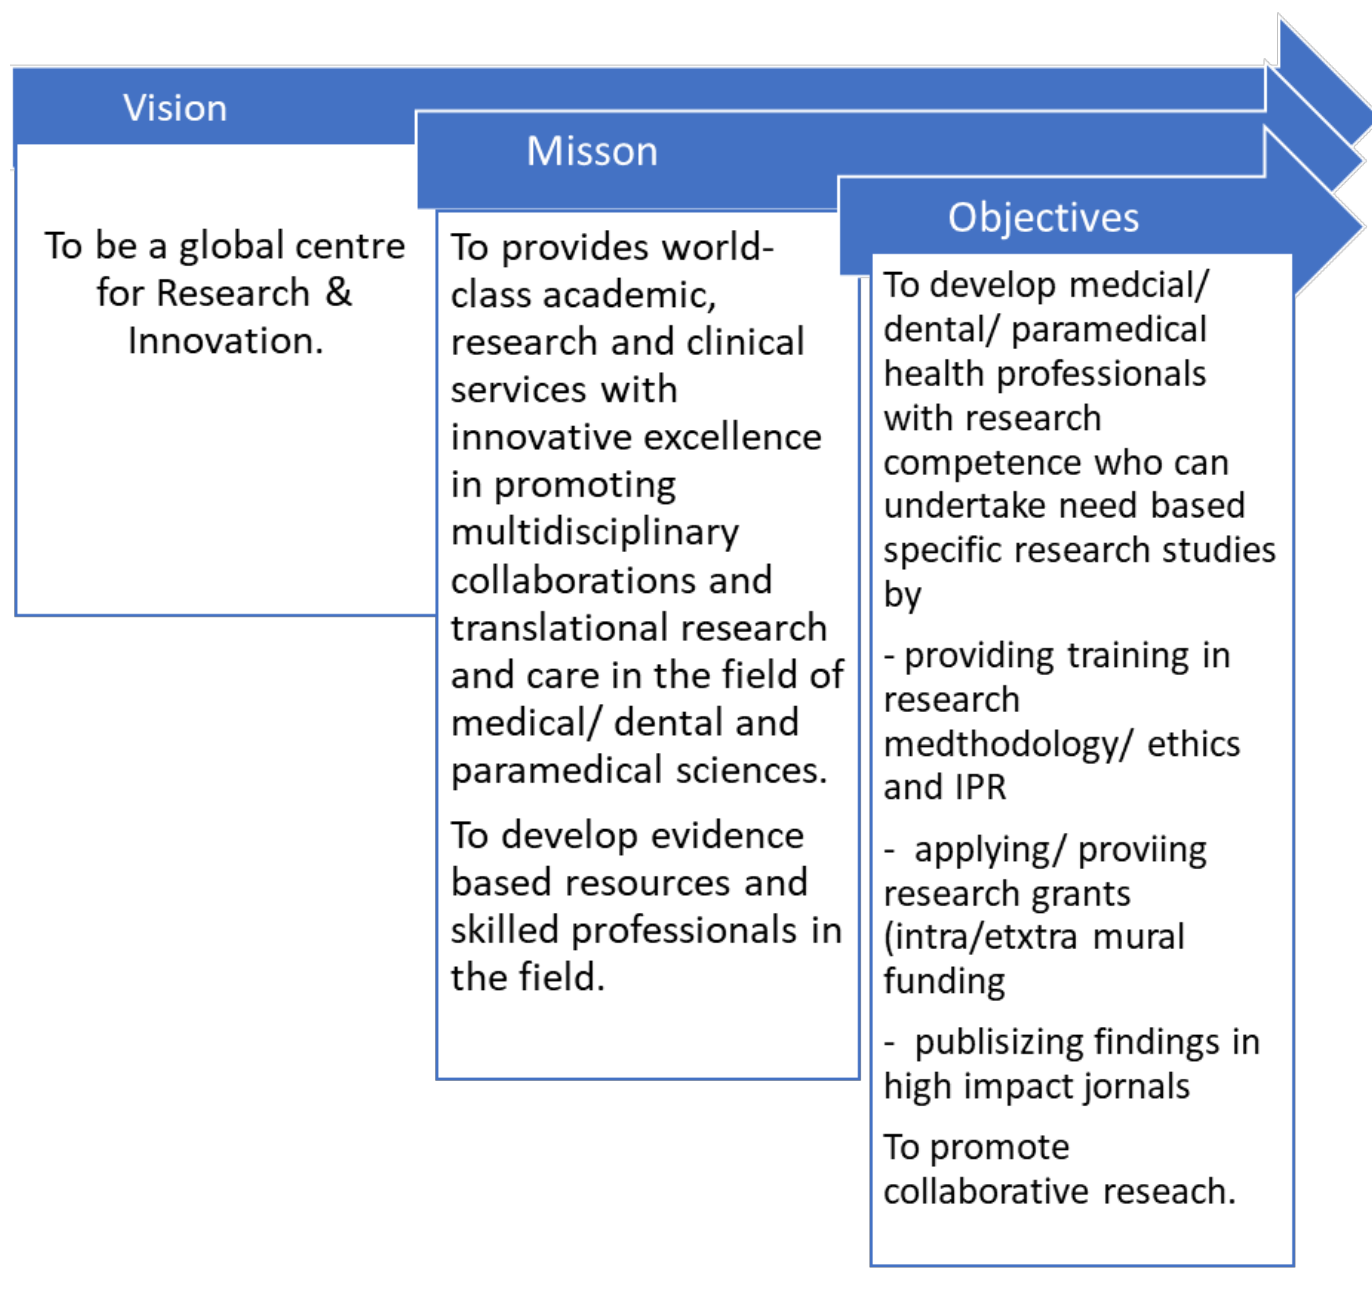 Vision
To be a global centre
for Research &
Innovation.
Misson
To provides world-
class academic,
research and clinical
services with
innovative excellence
in promoting
multidisciplinary
collaborations and
translational research
and care in the field of
medical/ dental and
paramedical sciences.
To develop evidence
based resources and
skilled professionals in
the field.
Objectives
To develop medcial/
dental/ paramedical
health professionals
with research
competence who can
undertake need based
specific research studies
by
- providing training in
research
medthodology/ ethics
and IPR
- applying/ proviing
research grants
(intra/etxtra mural
funding
- publisizing findings in
high impact jornals
To promote
collaborative reseach.